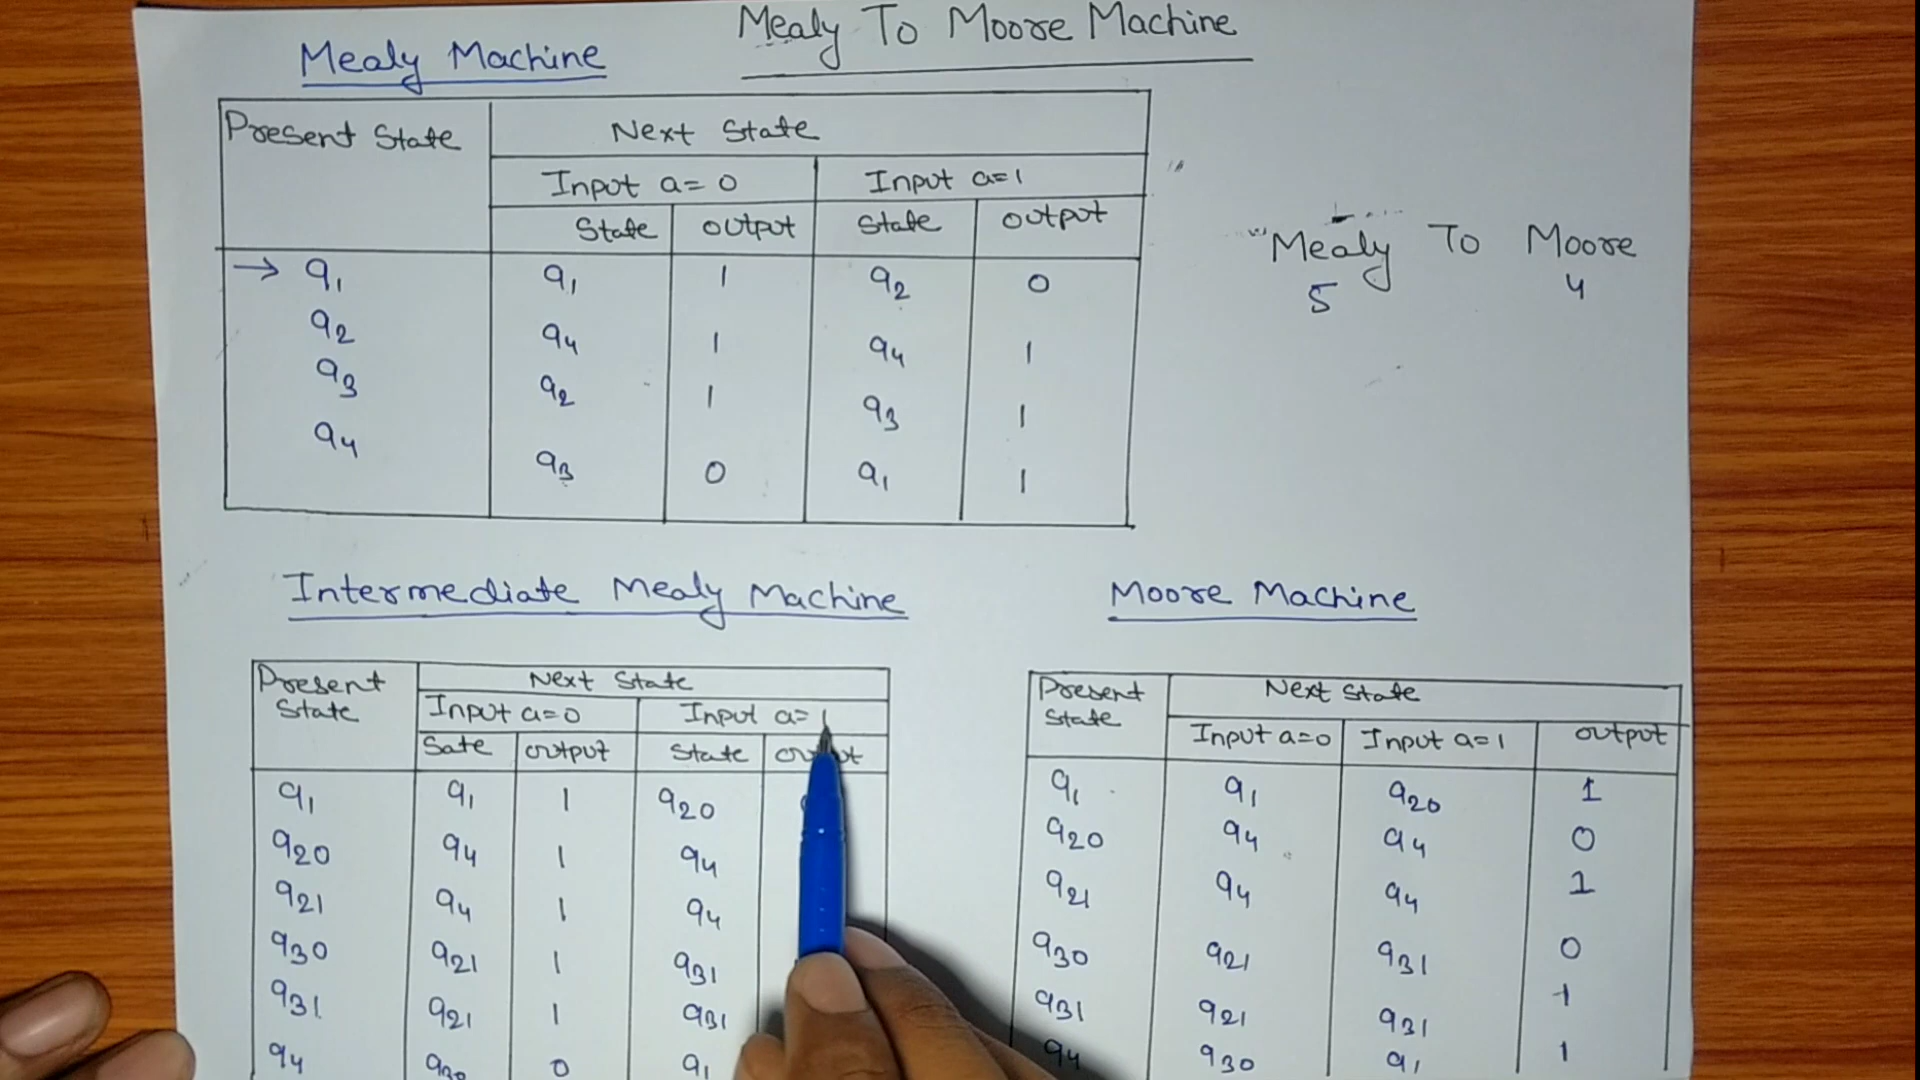 Mealy To Moore Machine
Mealy Machine
Present State Next State
Input a=0 Input a=1
State output State output
→ q1 q1 1 q2 0
q2 q4 1 q4 1
q3 q2 1 q3 1
q4 q3 0 q1 1
Mealy To Moore
5 4
Intermediate Mealy Machine
Present State Next State
Input a=0 Input a=1
Sate output State
q1 q1 1 q20
q20 q4 1 q4
q21 q4 1 q4
q30 q21 1 q31
q31 q21 1 q31
q4 q30 0 q1
Moore Machine
Present State Next State
Input a=0 Input a=1 output
q1 q1 q20 1
q20 q4 q4 0
q21 q4 q4 1
q30 q21 q31 0
q31 q21 q31 1
q4 q30 q1 1